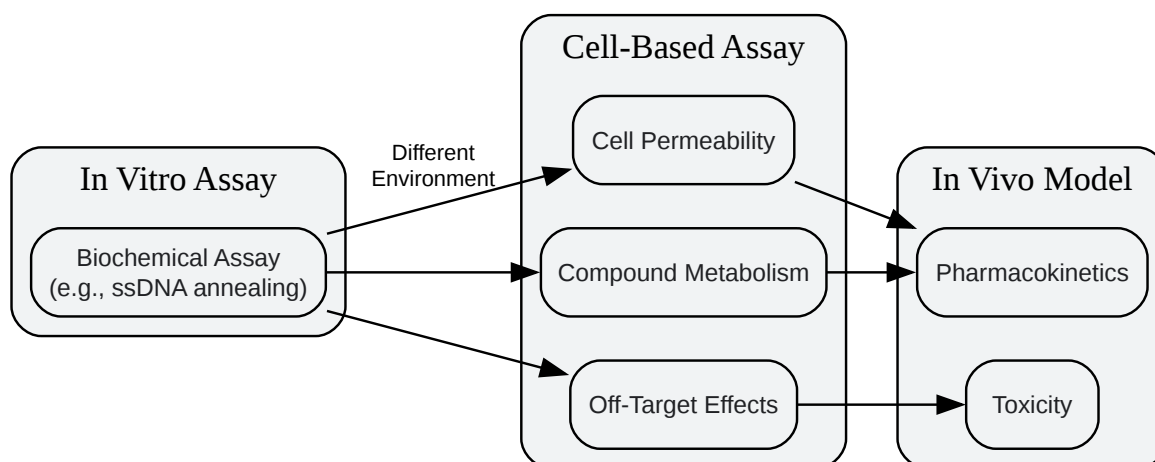 In Vitro Assay
Biochemical Assay
(e.g., ssDNA annealing)
Different
Environment
Cell-Based Assay
Cell Permeability
Compound Metabolism
Off-Target Effects
In Vivo Model
Pharmacokinetics
Toxicity